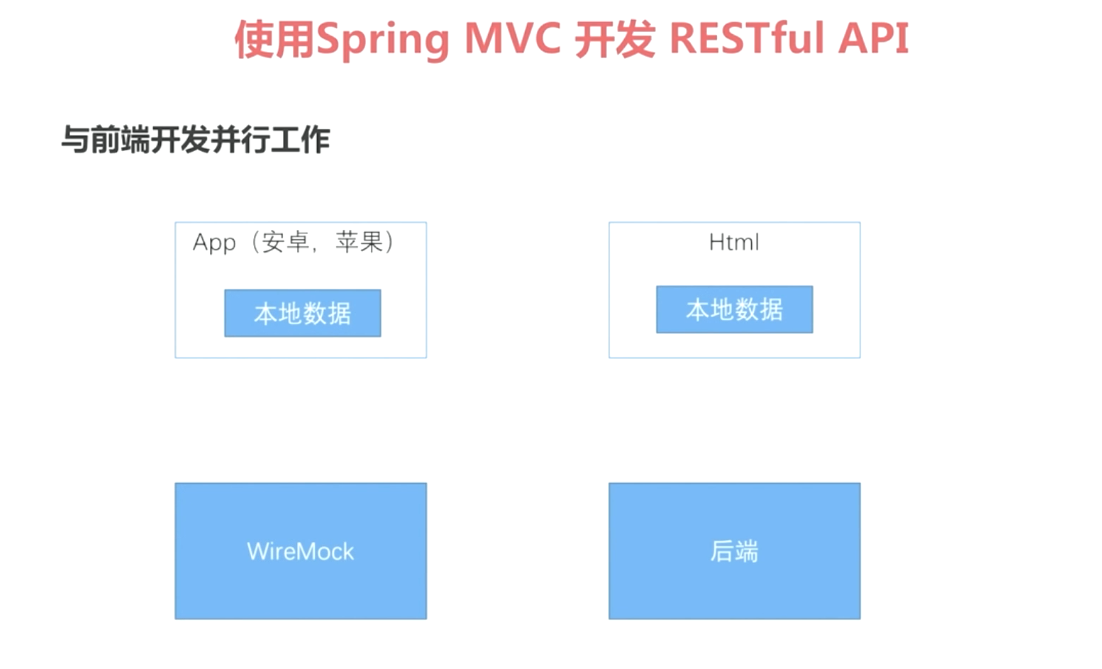 使用Spring MVC 开发 RESTful API
与前端开发并行工作
App（安卓，苹果）
本地数据
Html
本地数据
WireMock
后端